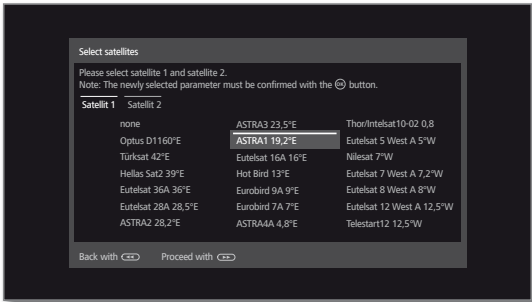 Select satellites
Please select satellite 1 and satellite 2.
Note: The newly selected parameter must be confirmed with the OK button.
Satellit 1 Satellit 2
none ASTRA3 23,5°E Thor/Intelsat10-02 0,8
Optus D1160°E ASTRA1 19,2°E Eutelsat 5 West A 5°W
Türksat 42°E Eutelsat 16A 16°E Nilesat 7°W
Hellas Sat2 39°E Hot Bird 13°E Eutelsat 7 West A 7,2°W
Eutelsat 36A 36°E Eurobird 9A 9°E Eutelsat 8 West A 8°W
Eutelsat 28A 28,5°E Eurobird 7A 7°E Eutelsat 12 West A 12,5°W
ASTRA2 28,2°E ASTRA4A 4,8°E Telestart12 12,5°W
Back with Proceed with